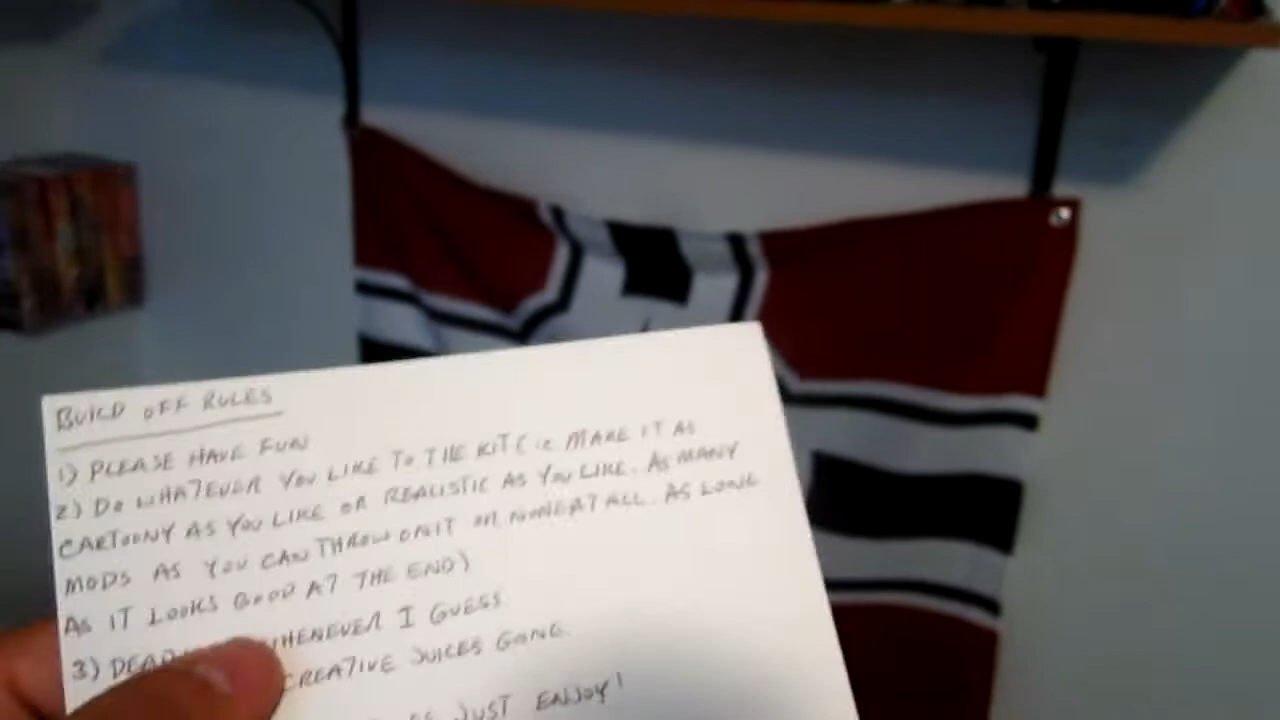 BUILD OFF RULES
1) PLEASE HAVE FUN
2) DO WHATEVER YOU LIKE TO THE KIT (ie MAKE IT AS
CARTOONY AS YOU LIKE OR REALISTIC AS YOU LIKE. AS MANY
MODS AS YOU CAN THROW ON IT OR NONE AT ALL. AS LONG
AS IT LOOKS GOOD AT THE END)
3) WHENEVER I GUESS
CREATIVE JUICES GOING.
JUST ENJOY!